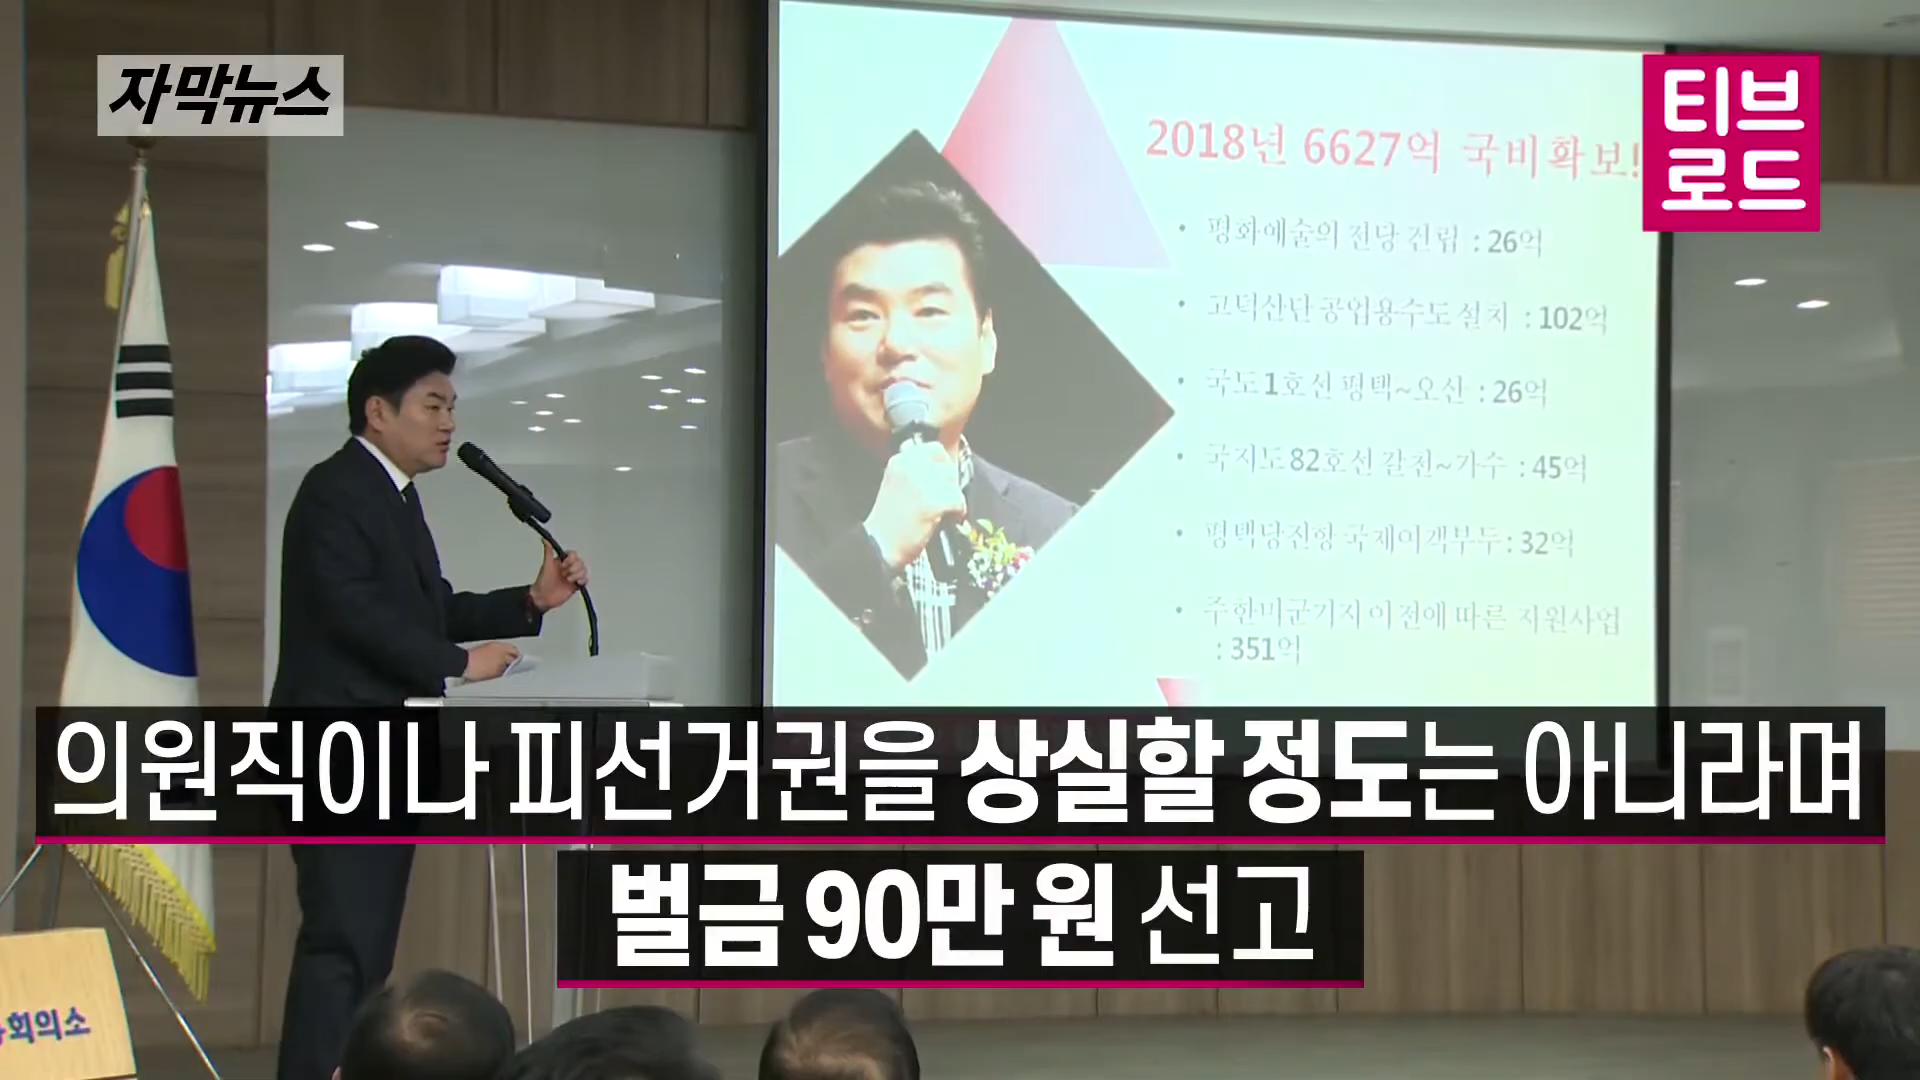 자막뉴스
티브
로드
2018년 6627억 국비확보!
• 평화예술의 전당 건립 : 26억
• 고덕산단 공업용수도 설치 : 102억
• 국도 1호선 평택~오산 : 26억
• 국지도 82호선 갈천~가수 : 45억
• 평택당진항 국제여객부두 : 32억
• 주한미군기지 이전에 따른 지원사업
: 351억
의원직이나 피선거권을 상실할 정도는 아니라며
벌금 90만 원 선고
회의소